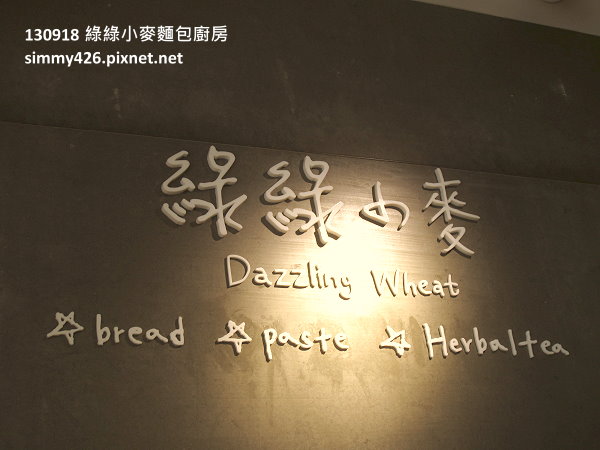 130918 綠綠小麥麵包廚房
simmy426.pixnet.net
綠綠小麥
Dazzling Wheat
☆ bread ☆ paste ☆ Herbaltea